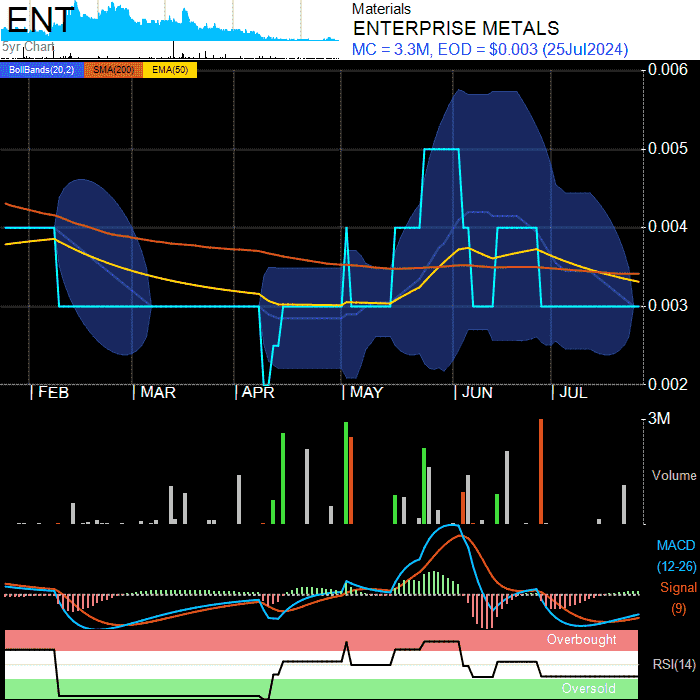 ENT
5yr Chart
Materials
ENTERPRISE METALS
MC = 3.3M, EOD = $0.003 (25Jul2024)
BollBands(20,2) SMA(200) EMA(50)
0.006
0.005
0.004
0.003
0.002
FEB MAR APR MAY JUN JUL
3M
Volume
MACD
(12-26)
Signal
(9)
Overbought
RSI(14)
Oversold